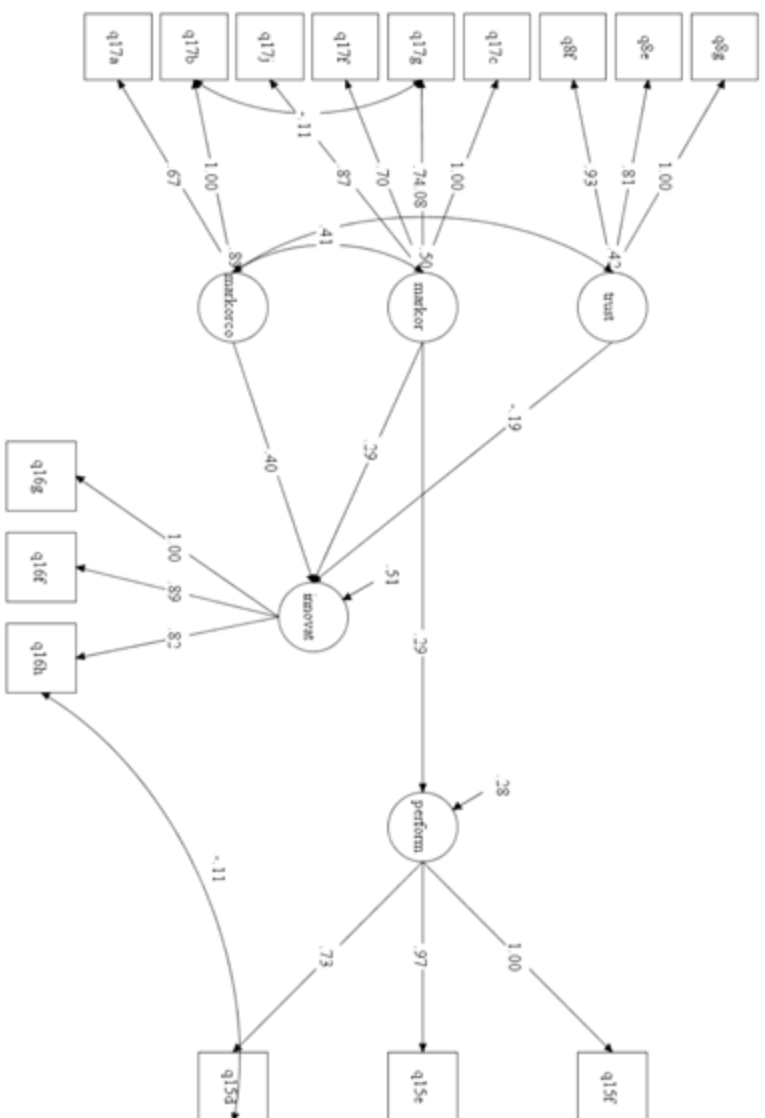 q17a
q17b
q17j
q17f
q17g
q17c
q8f
q8e
q8g
-.11
.67
1.00
.87
.70
.74
.08
1.00
.93
.81
1.00
.41
.50
markorco
markor
trust
-.19
.40
.29
q16g
q16f
q16h
1.00
.89
.82
innovat
.51
.29
.28
perform
-.11
.73
.97
1.00
q15d
q15e
q15f